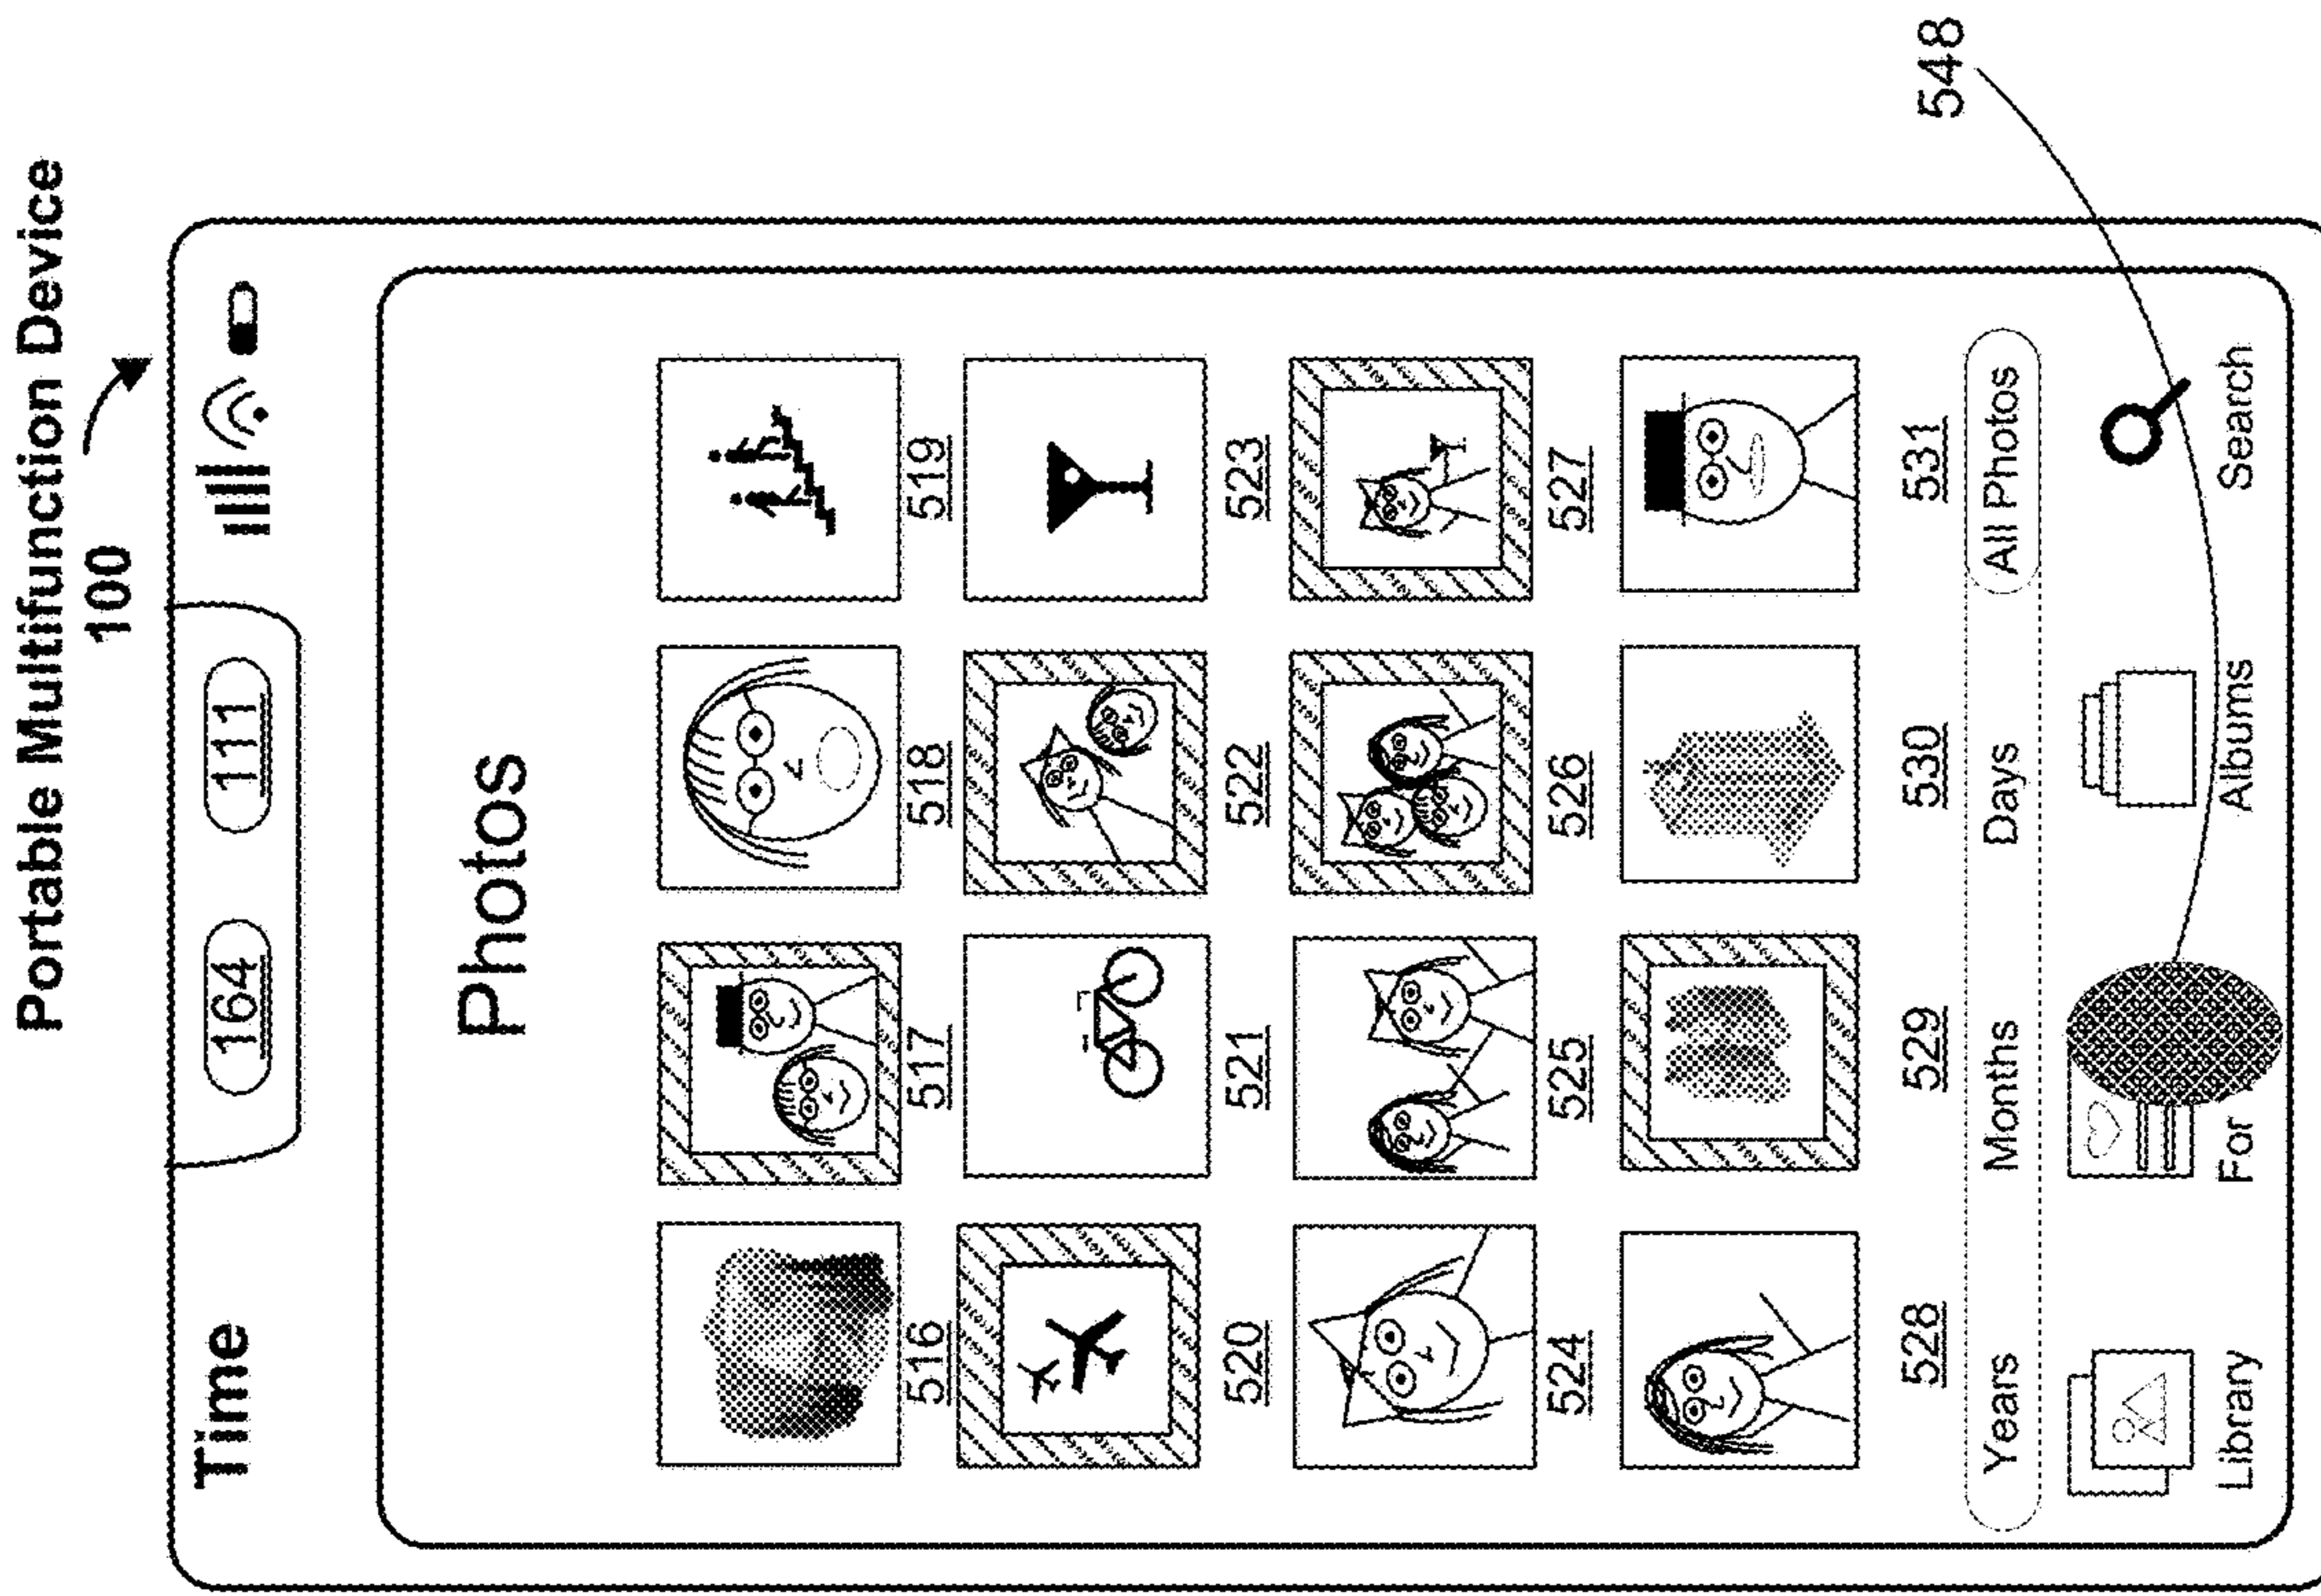 Portable Multifunction Device
100
Time
164 111
Photos
516 517 518 519
520 521 522 523
524 525 526 527
528 529 530 531
Years Months Days All Photos
Library For Albums Search
548